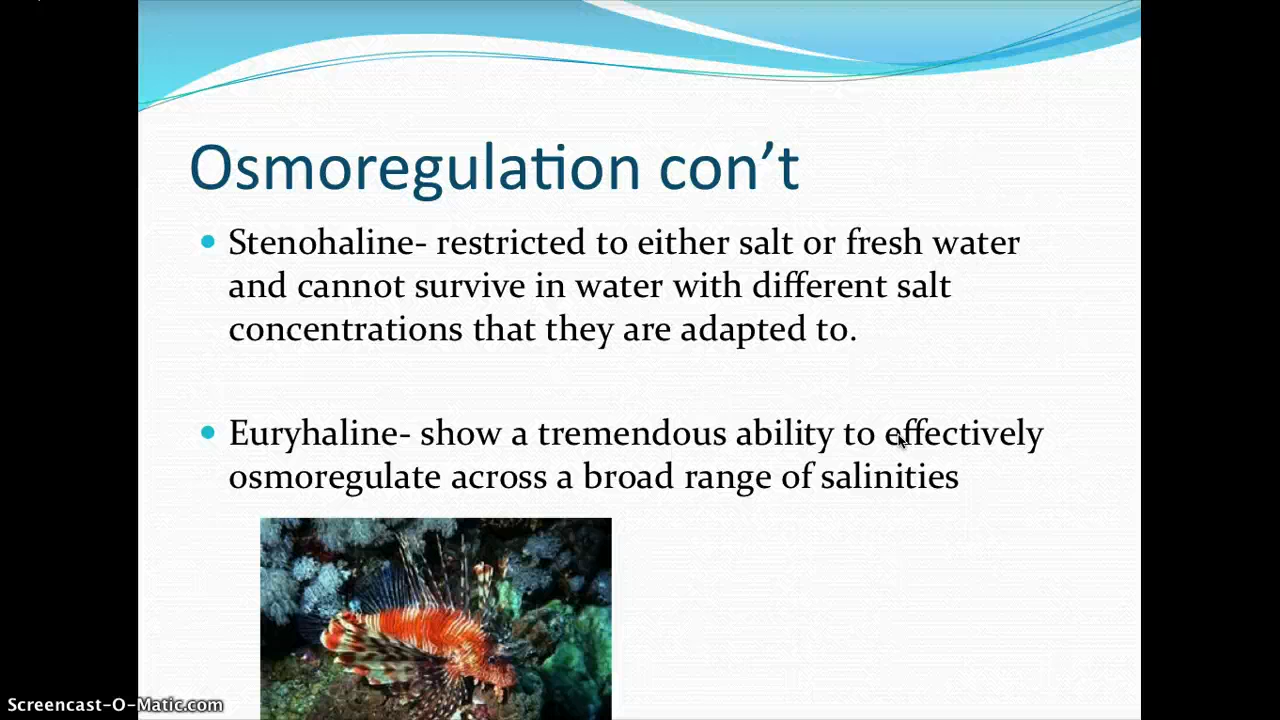 Osmoregulation con’t
Stenohaline- restricted to either salt or fresh water
and cannot survive in water with different salt
concentrations that they are adapted to.
Euryhaline- show a tremendous ability to effectively
osmoregulate across a broad range of salinities
Screencast-O-Matic.com